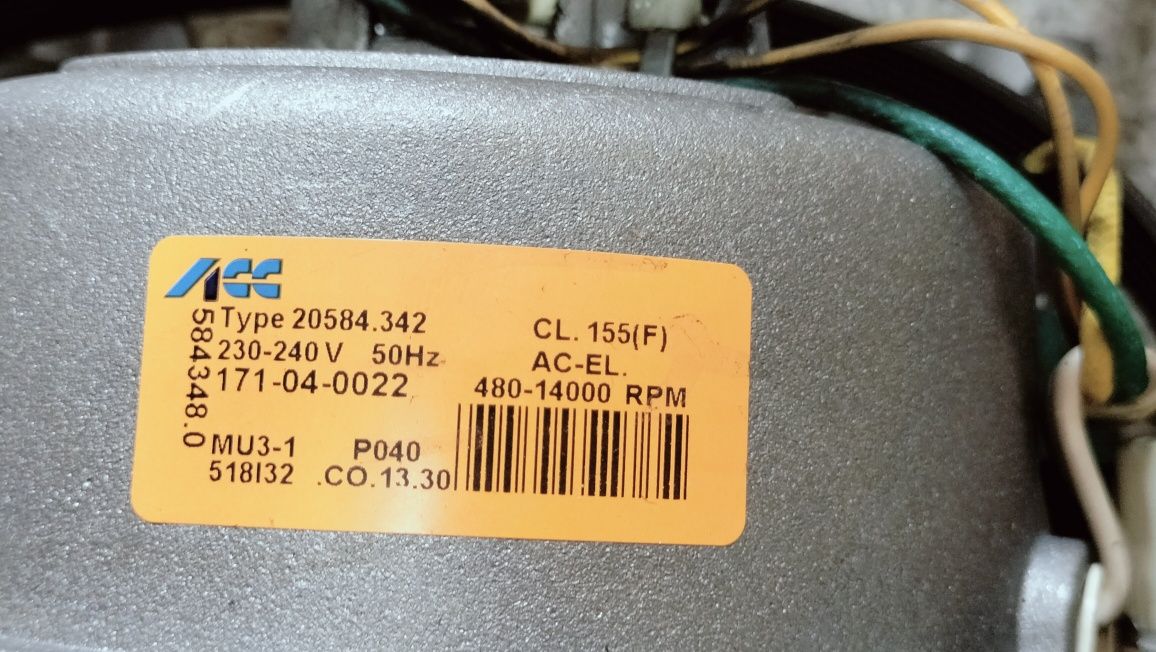 ACC
584348.0
Type 20584.342
230-240 V 50Hz
171-04-0022
MU3-1 P040
518I32 .CO.13.30
CL. 155(F)
AC-EL.
480-14000 RPM